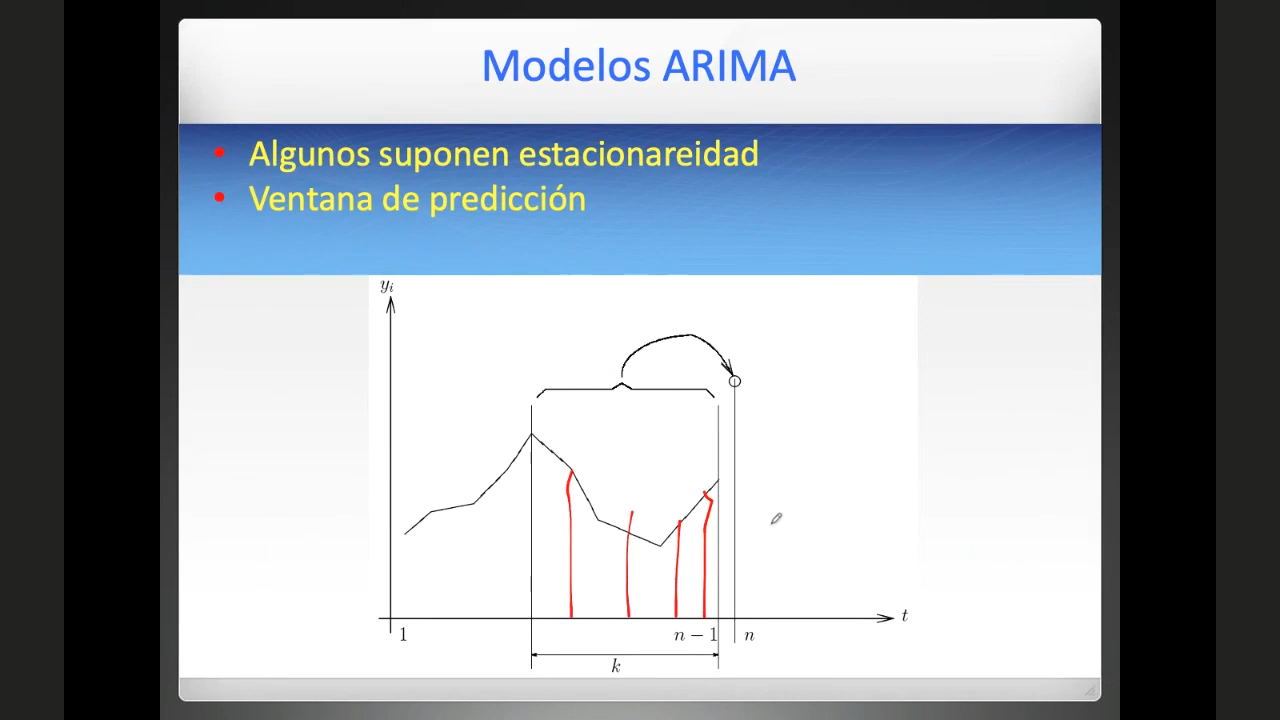 Modelos ARIMA
• Algunos suponen estacionareidad
• Ventana de predicción
yᵢ
t
1
n − 1
n
k